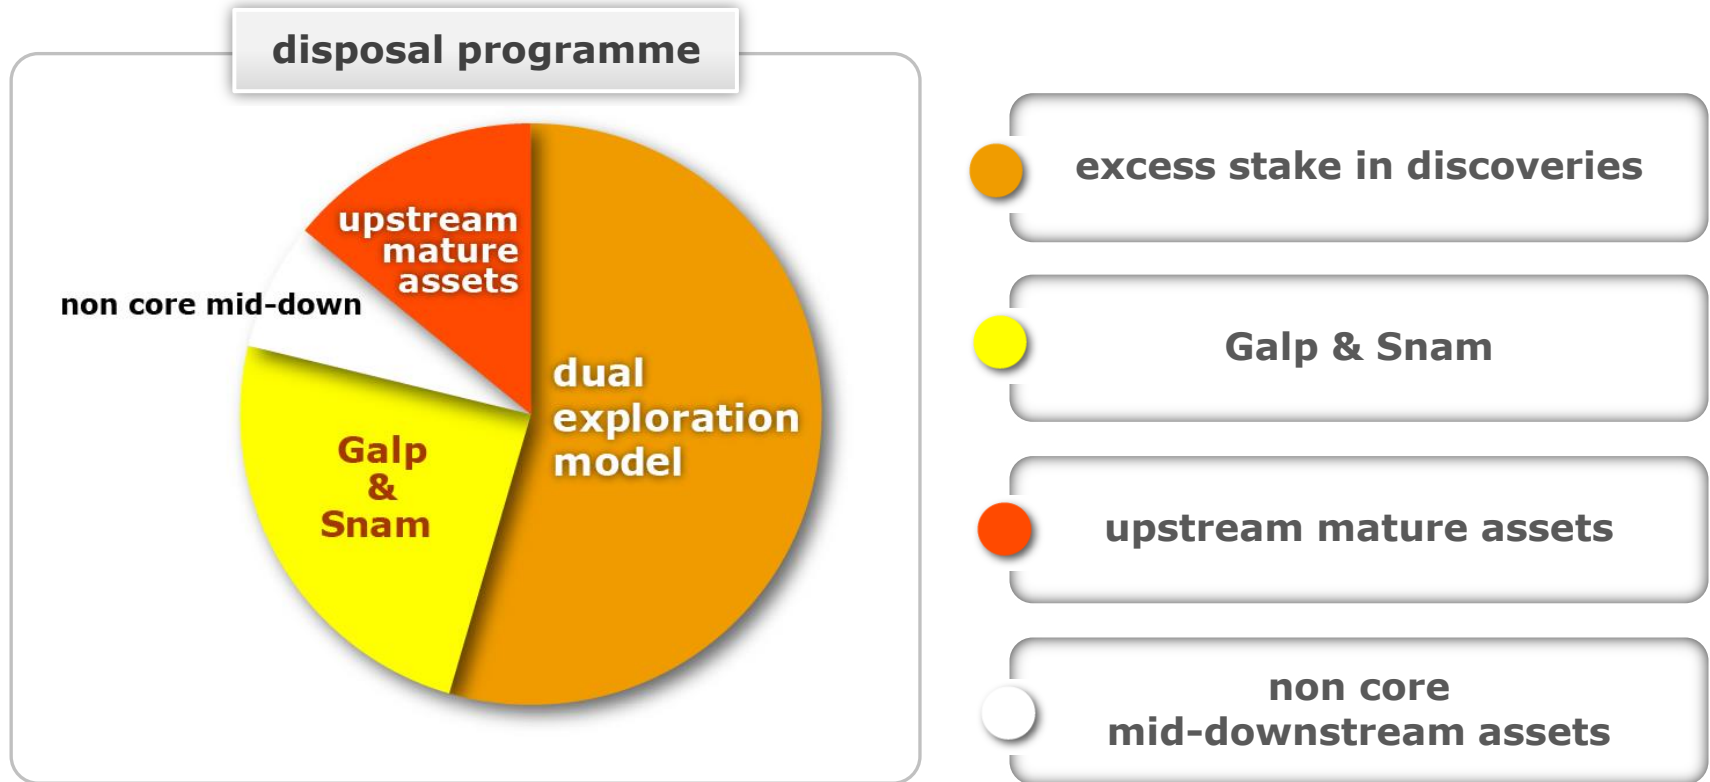 disposal programme
upstream
mature
assets
non core mid-down
dual
exploration
model
Galp
&
Snam
excess stake in discoveries
Galp & Snam
upstream mature assets
non core
mid-downstream assets